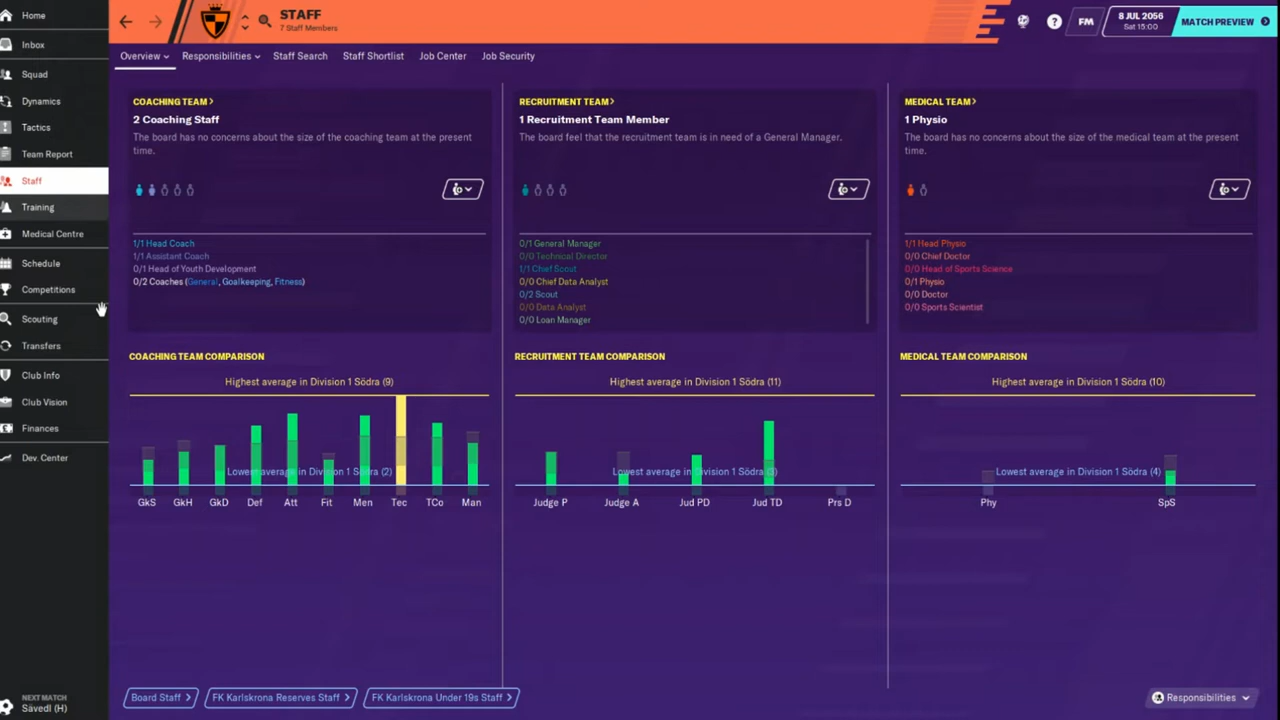 Home
Inbox
Squad
Dynamics
Tactics
Team Report
Staff
Training
Medical Centre
Schedule
Competitions
Scouting
Transfers
Club Info
Club Vision
Finances
Dev. Center
NEXT MATCH
Sävedl (H)
STAFF
7 Staff Members
?
FM
8 JUL 2056
Sat 15:00
MATCH PREVIEW
Overview
Responsibilities
Staff Search
Staff Shortlist
Job Center
Job Security
COACHING TEAM
2 Coaching Staff
The board has no concerns about the size of the coaching team at the present
time.
1/1 Head Coach
1/1 Assistant Coach
0/1 Head of Youth Development
0/2 Coaches (General, Goalkeeping, Fitness)
RECRUITMENT TEAM
1 Recruitment Team Member
The board feel that the recruitment team is in need of a General Manager.
0/1 General Manager
0/0 Technical Director
1/1 Chief Scout
0/0 Chief Data Analyst
0/2 Scout
0/0 Data Analyst
0/0 Loan Manager
MEDICAL TEAM
1 Physio
The board has no concerns about the size of the medical team at the present
time.
1/1 Head Physio
0/0 Chief Doctor
0/0 Head of Sports Science
0/1 Physio
0/0 Doctor
0/0 Sports Scientist
COACHING TEAM COMPARISON
Highest average in Division 1 Södra (9)
Lowest average in Division 1 Södra (2)
GkS GkH GkD Def Att Fit Men Tec TCo Man
RECRUITMENT TEAM COMPARISON
Highest average in Division 1 Södra (11)
Lowest average in Division 1 Södra
Judge P Judge A Jud PD Jud TD Prs D
MEDICAL TEAM COMPARISON
Highest average in Division 1 Södra (10)
Lowest average in Division 1 Södra (4)
Phy SpS
Board Staff
FK Karlskrona Reserves Staff
FK Karlskrona Under 19s Staff
Responsibilities